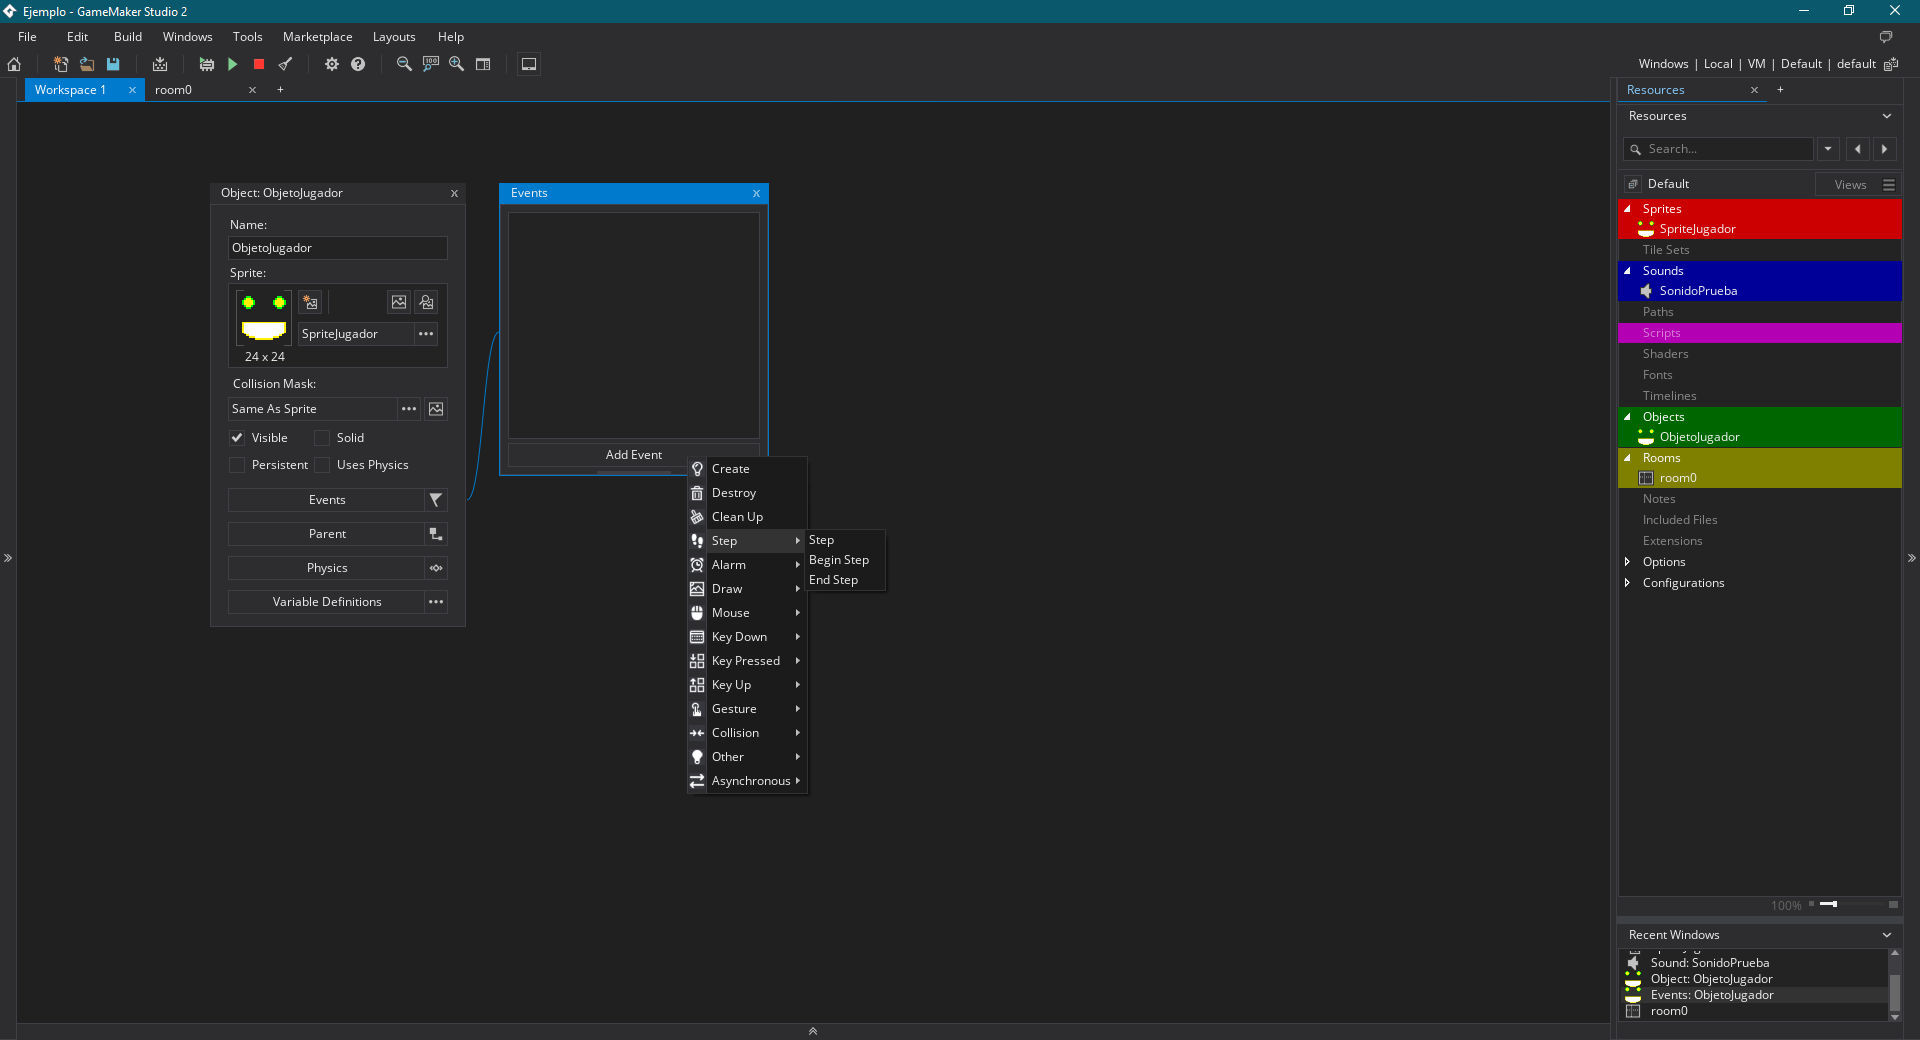 Ejemplo - GameMaker Studio 2
File Edit Build Windows Tools Marketplace Layouts Help
100
Windows | Local | VM | Default | default
Workspace 1 x room0 x +
Object: ObjetoJugador x
Name:
ObjetoJugador
Sprite:
SpriteJugador ...
24 x 24
Collision Mask:
Same As Sprite ...
Visible Solid
Persistent Uses Physics
Events
Parent
Physics
Variable Definitions ...
Events x
Add Event
Create
Destroy
Clean Up
Step
Alarm
Draw
Mouse
Key Down
Key Pressed
Key Up
Gesture
Collision
Other
Asynchronous
Step
Begin Step
End Step
Resources x +
Resources
Search...
Default Views
Sprites
SpriteJugador
Tile Sets
Sounds
SonidoPrueba
Paths
Scripts
Shaders
Fonts
Timelines
Objects
ObjetoJugador
Rooms
room0
Notes
Included Files
Extensions
Options
Configurations
100%
Recent Windows
Sound: SonidoPrueba
Object: ObjetoJugador
Events: ObjetoJugador
room0